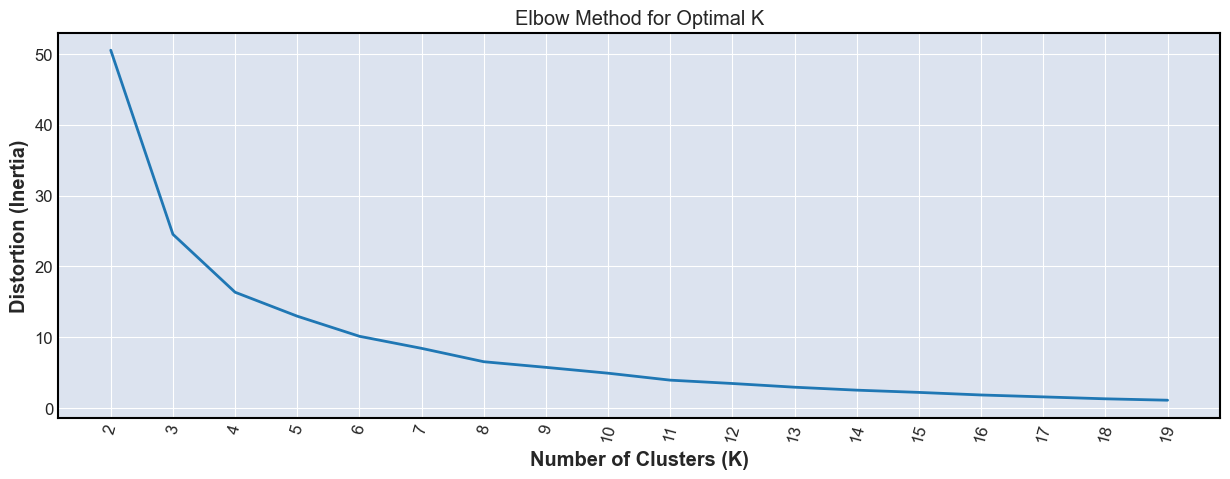 Elbow Method for Optimal K
Distortion (Inertia)
50
40
30
20
10
0
2 3 4 5 6 7 8 9 10 11 12 13 14 15 16 17 18 19
Number of Clusters (K)